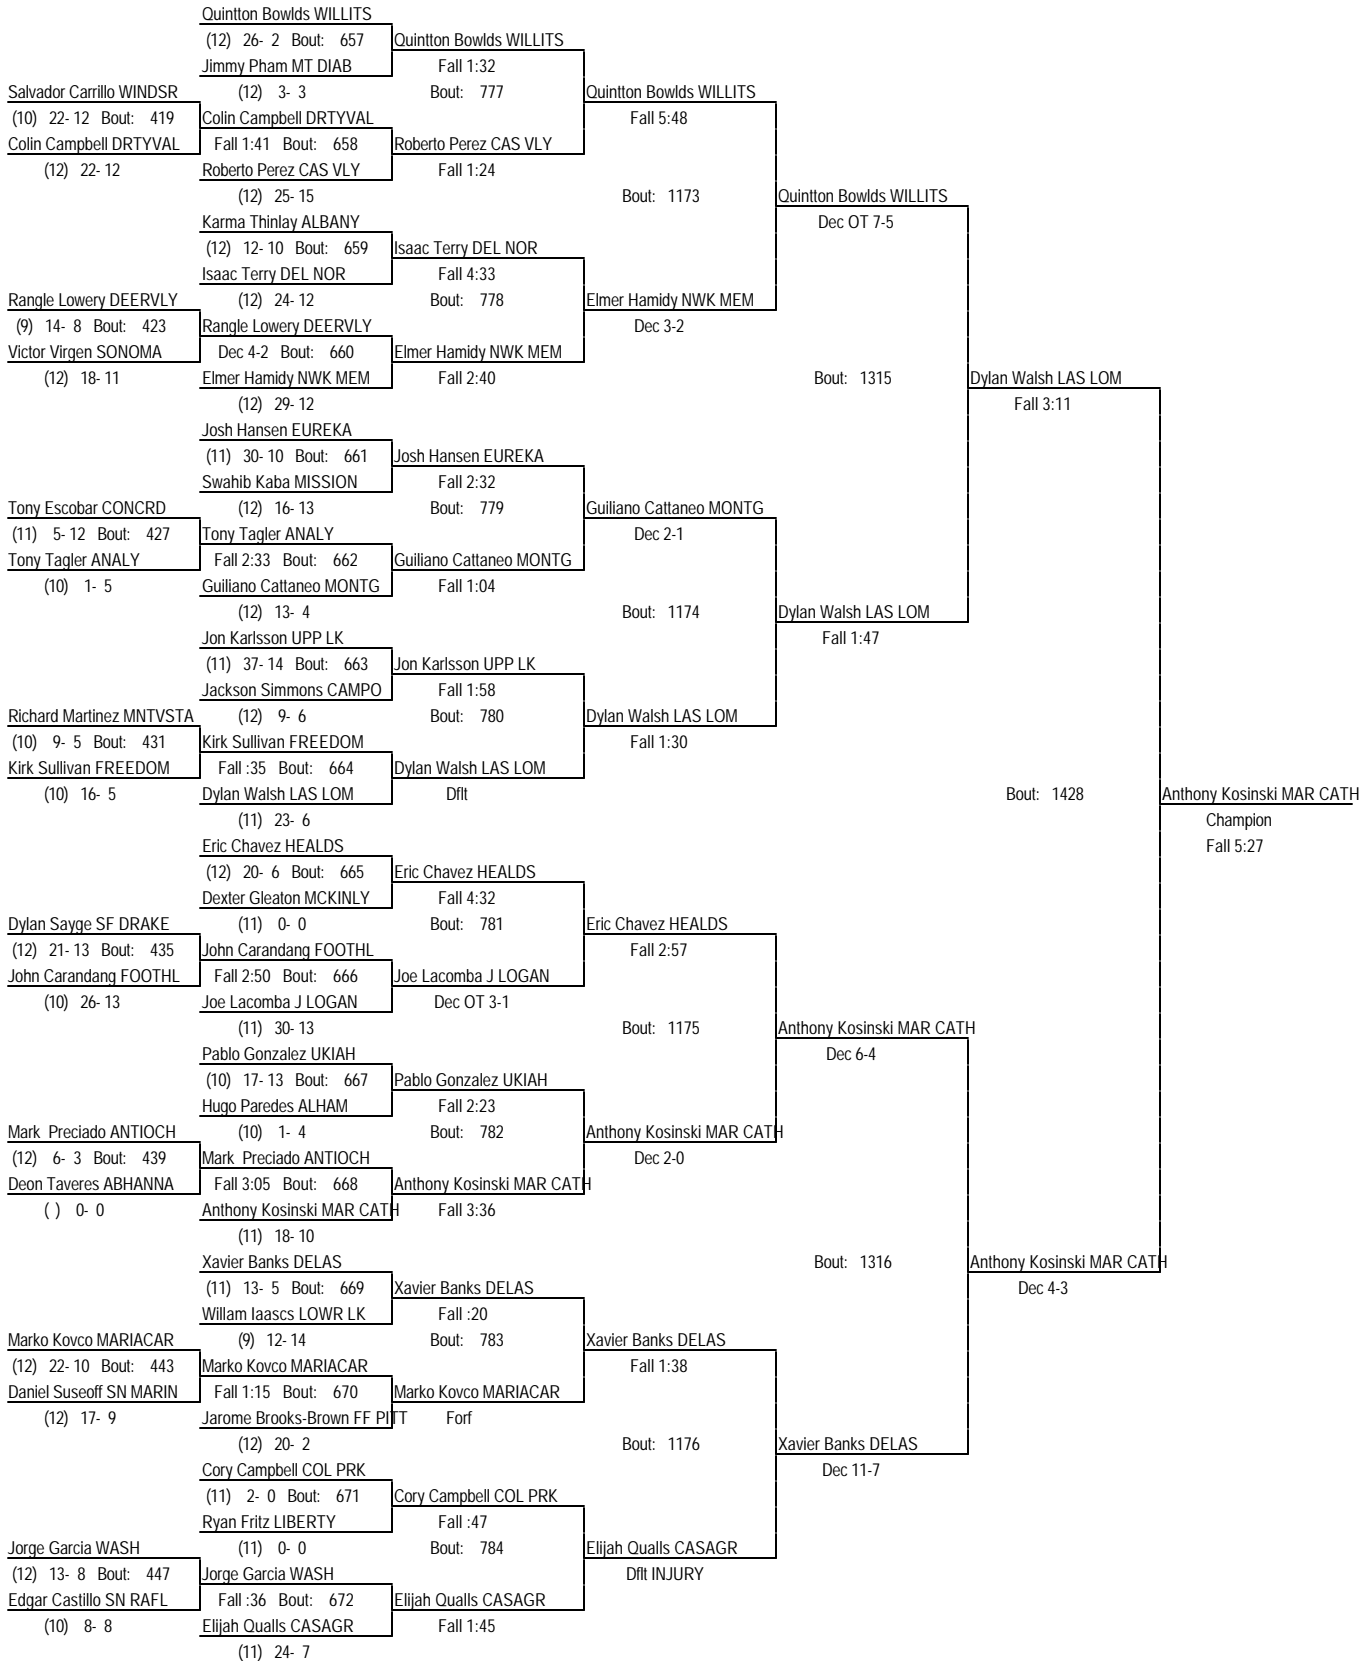 Quintton Bowlds WILLITS
(12) 26- 2 Bout: 657 Quintton Bowlds WILLITS
Jimmy Pham MT DIAB Fall 1:32
Salvador Carrillo WINDSR (12) 3- 3 Bout: 777 Quintton Bowlds WILLITS
(10) 22- 12 Bout: 419 Colin Campbell DRTYVAL Fall 5:48
Colin Campbell DRTYVAL Fall 1:41 Bout: 658 Roberto Perez CAS VLY
(12) 22- 12 Roberto Perez CAS VLY Fall 1:24
(12) 25- 15 Bout: 1173 Quintton Bowlds WILLITS
Karma Thinlay ALBANY Dec OT 7-5
(12) 12- 10 Bout: 659 Isaac Terry DEL NOR
Isaac Terry DEL NOR Fall 4:33
Rangle Lowery DEERVLY (12) 24- 12 Bout: 778 Elmer Hamidy NWK MEM
(9) 14- 8 Bout: 423 Rangle Lowery DEERVLY Dec 3-2
Victor Virgen SONOMA Dec 4-2 Bout: 660 Elmer Hamidy NWK MEM
(12) 18- 11 Elmer Hamidy NWK MEM Fall 2:40 Bout: 1315 Dylan Walsh LAS LOM
(12) 29- 12 Fall 3:11
Josh Hansen EUREKA
(11) 30- 10 Bout: 661 Josh Hansen EUREKA
Swahib Kaba MISSION Fall 2:32
Tony Escobar CONCRD (12) 16- 13 Bout: 779 Guiliano Cattaneo MONTG
(11) 5- 12 Bout: 427 Tony Tagler ANALY Dec 2-1
Tony Tagler ANALY Fall 2:33 Bout: 662 Guiliano Cattaneo MONTG
(10) 1- 5 Guiliano Cattaneo MONTG Fall 1:04
(12) 13- 4 Bout: 1174 Dylan Walsh LAS LOM
Jon Karlsson UPP LK Fall 1:47
(11) 37- 14 Bout: 663 Jon Karlsson UPP LK
Jackson Simmons CAMPO Fall 1:58
Richard Martinez MNTVSTA (12) 9- 6 Bout: 780 Dylan Walsh LAS LOM
(10) 9- 5 Bout: 431 Kirk Sullivan FREEDOM Fall 1:30
Kirk Sullivan FREEDOM Fall :35 Bout: 664 Dylan Walsh LAS LOM
(10) 16- 5 Dylan Walsh LAS LOM Dflt Bout: 1428 Anthony Kosinski MAR CATH
(11) 23- 6 Champion
Eric Chavez HEALDS Fall 5:27
(12) 20- 6 Bout: 665 Eric Chavez HEALDS
Dexter Gleaton MCKINLY Fall 4:32
Dylan Sayge SF DRAKE (11) 0- 0 Bout: 781 Eric Chavez HEALDS
(12) 21- 13 Bout: 435 John Carandang FOOTHL Fall 2:57
John Carandang FOOTHL Fall 2:50 Bout: 666 Joe Lacomba J LOGAN
(10) 26- 13 Joe Lacomba J LOGAN Dec OT 3-1
(11) 30- 13 Bout: 1175 Anthony Kosinski MAR CATH
Pablo Gonzalez UKIAH Dec 6-4
(10) 17- 13 Bout: 667 Pablo Gonzalez UKIAH
Hugo Paredes ALHAM Fall 2:23
Mark Preciado ANTIOCH (10) 1- 4 Bout: 782 Anthony Kosinski MAR CATH
(12) 6- 3 Bout: 439 Mark Preciado ANTIOCH Dec 2-0
Deon Taveres ABHANNA Fall 3:05 Bout: 668 Anthony Kosinski MAR CATH
( ) 0- 0 Anthony Kosinski MAR CATH Fall 3:36
(11) 18- 10
Xavier Banks DELAS Bout: 1316 Anthony Kosinski MAR CATH
(11) 13- 5 Bout: 669 Xavier Banks DELAS Dec 4-3
Willam Iaascs LOWR LK Fall :20
Marko Kovco MARIACAR (9) 12- 14 Bout: 783 Xavier Banks DELAS
(12) 22- 10 Bout: 443 Marko Kovco MARIACAR Fall 1:38
Daniel Suseoff SN MARIN Fall 1:15 Bout: 670 Marko Kovco MARIACAR
(12) 17- 9 Jarome Brooks-Brown FF PITT Forf
(12) 20- 2 Bout: 1176 Xavier Banks DELAS
Cory Campbell COL PRK Dec 11-7
(11) 2- 0 Bout: 671 Cory Campbell COL PRK
Ryan Fritz LIBERTY Fall :47
Jorge Garcia WASH (11) 0- 0 Bout: 784 Elijah Qualls CASAGR
(12) 13- 8 Bout: 447 Jorge Garcia WASH Dflt INJURY
Edgar Castillo SN RAFL Fall :36 Bout: 672 Elijah Qualls CASAGR
(10) 8- 8 Elijah Qualls CASAGR Fall 1:45
(11) 24- 7